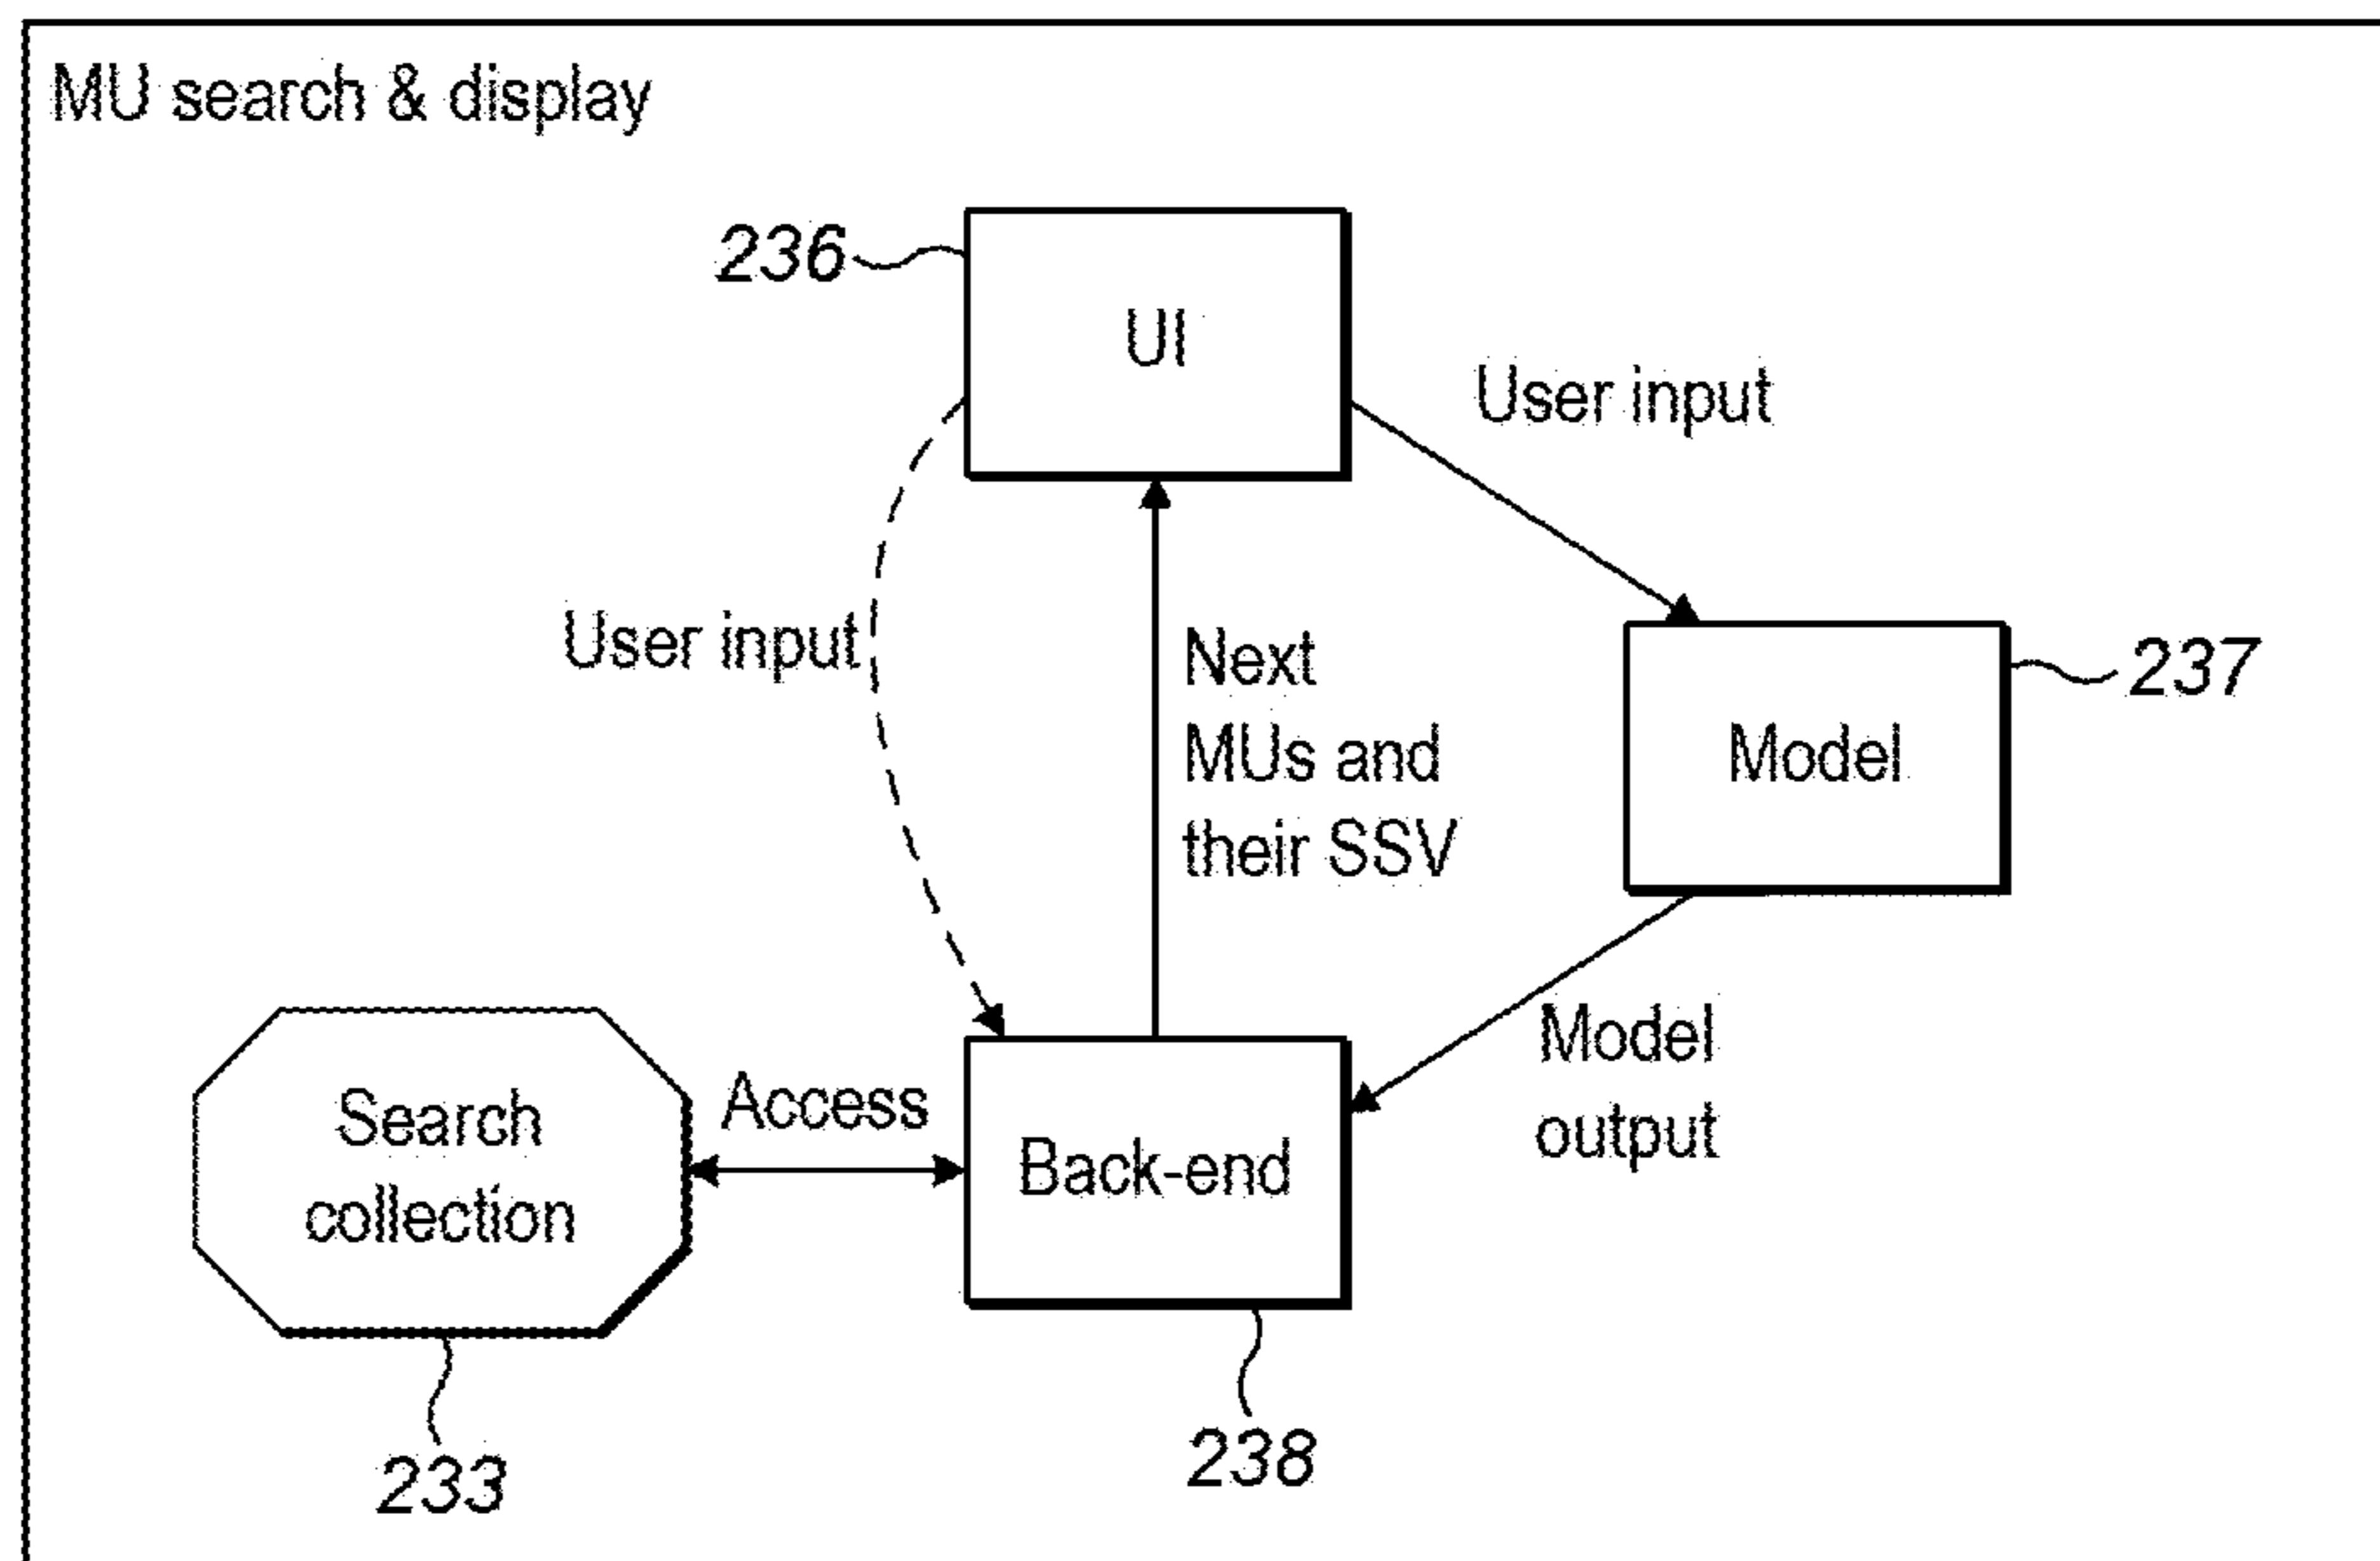 MU search & display
236
UI
User input
User input
Next
MUs and
their SSV
237
Model
Search
collection
Access
Back-end
Model
output
233
238